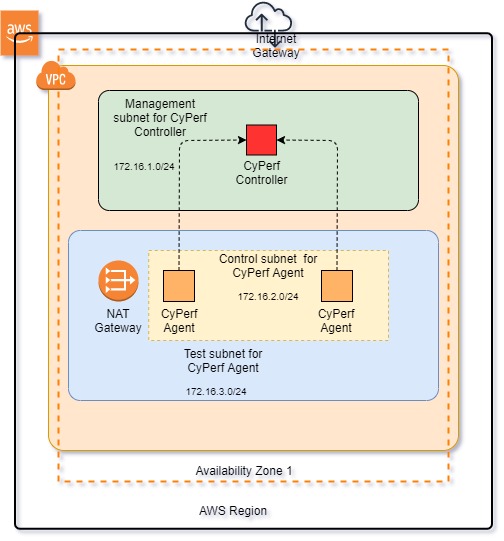 aws
Internet
Gateway
VPC
Management
subnet for CyPerf
Controller
172.16.1.0/24
CyPerf
Controller
Control subnet for
CyPerf Agent
172.16.2.0/24
NAT
Gateway
CyPerf
Agent
CyPerf
Agent
Test subnet for
CyPerf Agent
172.16.3.0/24
Availability Zone 1
AWS Region